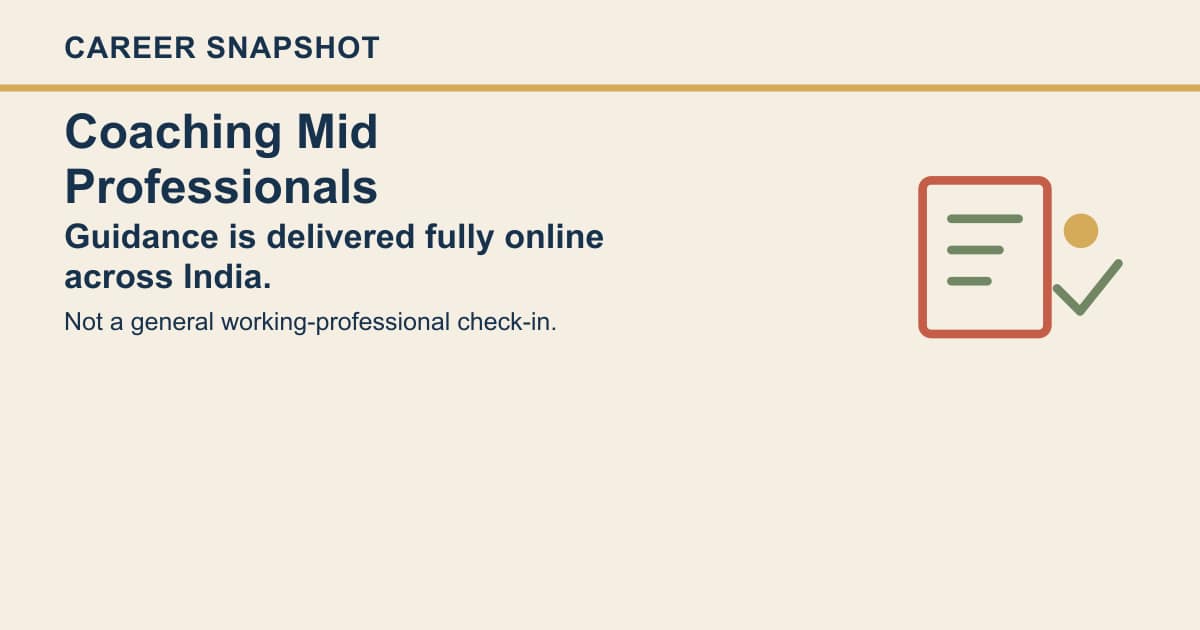 CAREER SNAPSHOT
Coaching Mid
Professionals
Guidance is delivered fully online
across India.
Not a general working-professional check-in.